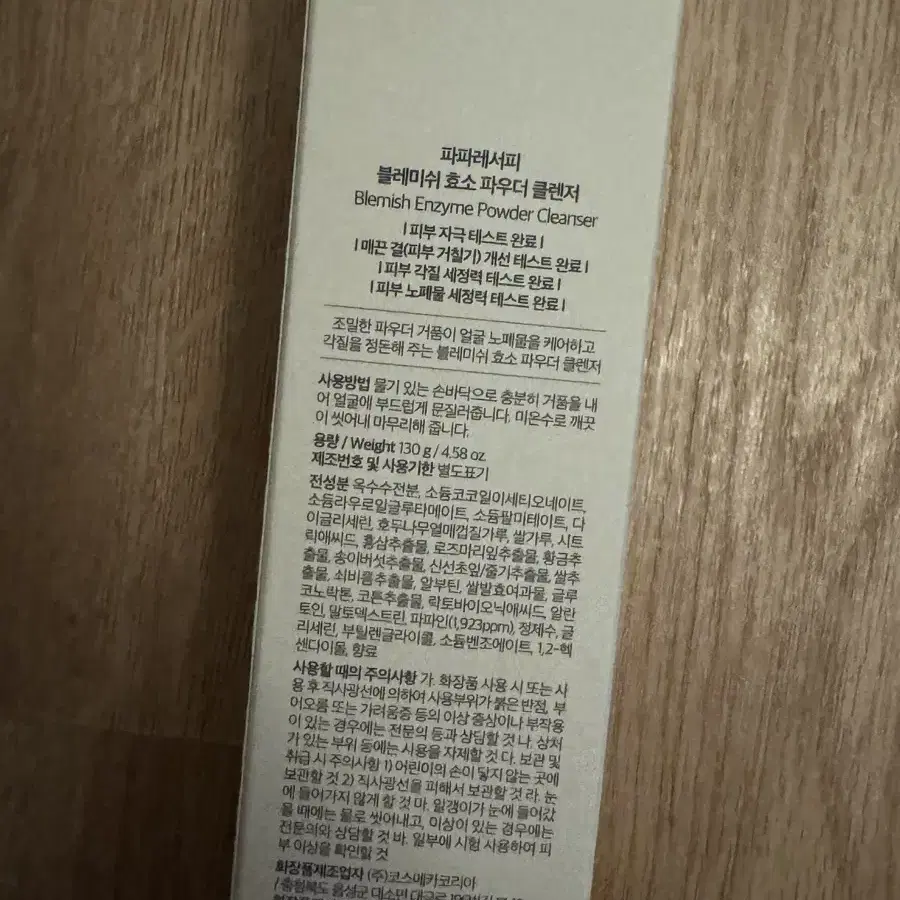 파파레서피
블레미쉬 효소 파우더 클렌저
Blemish Enzyme Powder Cleanser
| 피부 자극 테스트 완료 |
| 매끈 결(피부 거칠기) 개선 테스트 완료 |
| 피부 각질 세정력 테스트 완료 |
| 피부 노폐물 세정력 테스트 완료 |
조밀한 파우더 거품이 얼굴 노폐물을 케어하고
각질을 정돈해 주는 블레미쉬 효소 파우더 클렌저
사용방법 물기 있는 손바닥으로 충분히 거품을 내
어 얼굴에 부드럽게 문질러줍니다. 미온수로 깨끗
이 씻어내 마무리해 줍니다.
용량 / Weight 130 g / 4.58 oz.
제조번호 및 사용기한 별도표기
전성분 옥수수전분, 소듐코코일이세티오네이트,
소듐라우로일글루타메이트, 소듐팔미테이트, 다
이글리세린, 호두나무열매껍질가루, 쌀가루, 시트
릭애씨드, 홍삼추출물, 로즈마리잎추출물, 황금추
출물, 송이버섯추출물, 신선초잎/줄기추출물, 쌀추
출물, 쇠비름추출물, 알부틴, 쌀발효여과물, 글루
코노락톤, 코튼추출물, 락토바이오닉애씨드, 알란
토인, 말토덱스트린, 파파인(1,923ppm), 정제수, 글
리세린, 부틸렌글라이콜, 소듐벤조에이트, 1,2-헥
센다이올, 향료
사용할 때의 주의사항 가. 화장품 사용 시 또는 사
용 후 직사광선에 의하여 사용부위가 붉은 반점, 부
어오름 또는 가려움증 등의 이상 증상이나 부작용
이 있는 경우에는 전문의 등과 상담할 것 나. 상처
가 있는 부위 등에는 사용을 자제할 것 다. 보관 및
취급 시 주의사항 1) 어린이의 손이 닿지 않는 곳에
보관할 것 2) 직사광선을 피해서 보관할 것 라. 눈
에 들어가지 않게 할 것 마. 알갱이가 눈에 들어갔
을 때에는 물로 씻어내고, 이상이 있는 경우에는
전문의와 상담할 것 바. 일부에 시험 사용하여 피
부 이상을 확인할 것
화장품제조업자 (주)코스메카코리아
/ 충청북도 음성군 대소면